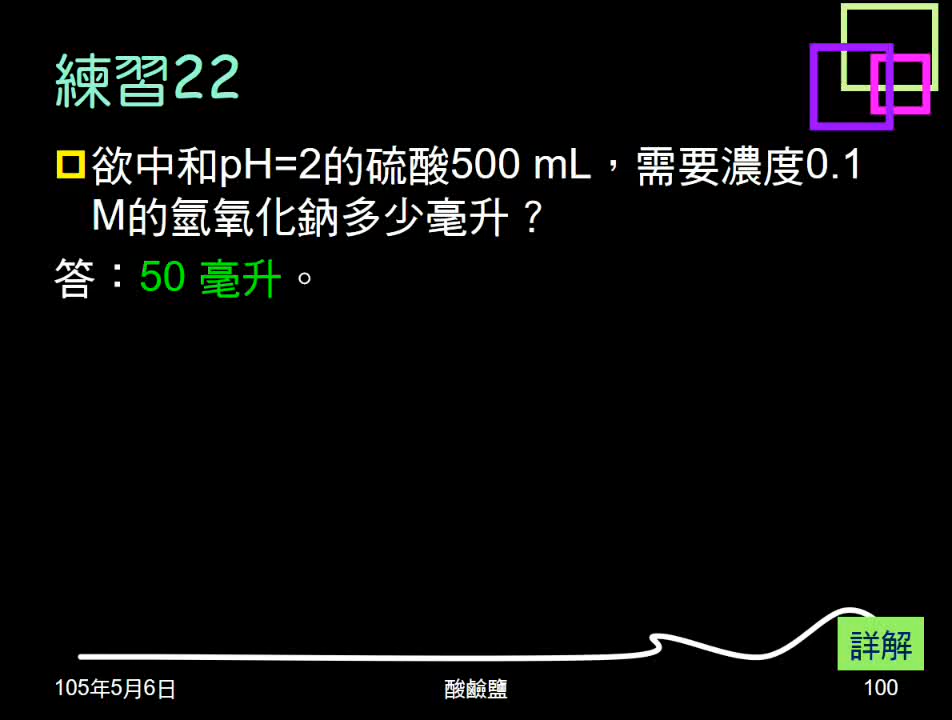 練習22
欲中和pH=2的硫酸500 mL，需要濃度0.1
M的氫氧化鈉多少毫升？
答：50 毫升。
詳解
105年5月6日
酸鹼鹽
100